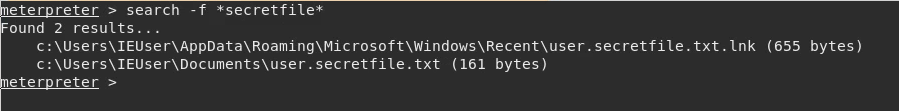 meterpreter > search -f *secretfile*
Found 2 results...
    c:\Users\IEUser\AppData\Roaming\Microsoft\Windows\Recent\user.secretfile.txt.lnk (655 bytes)
    c:\Users\IEUser\Documents\user.secretfile.txt (161 bytes)
meterpreter >